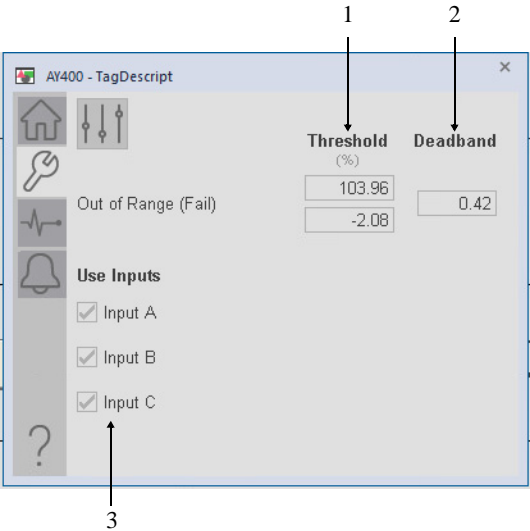 1 2
AY400 - TagDescript ×
Threshold Deadband
(%)
Out of Range (Fail) 103.96 0.42
-2.08
Use Inputs
Input A
Input B
Input C
?
3